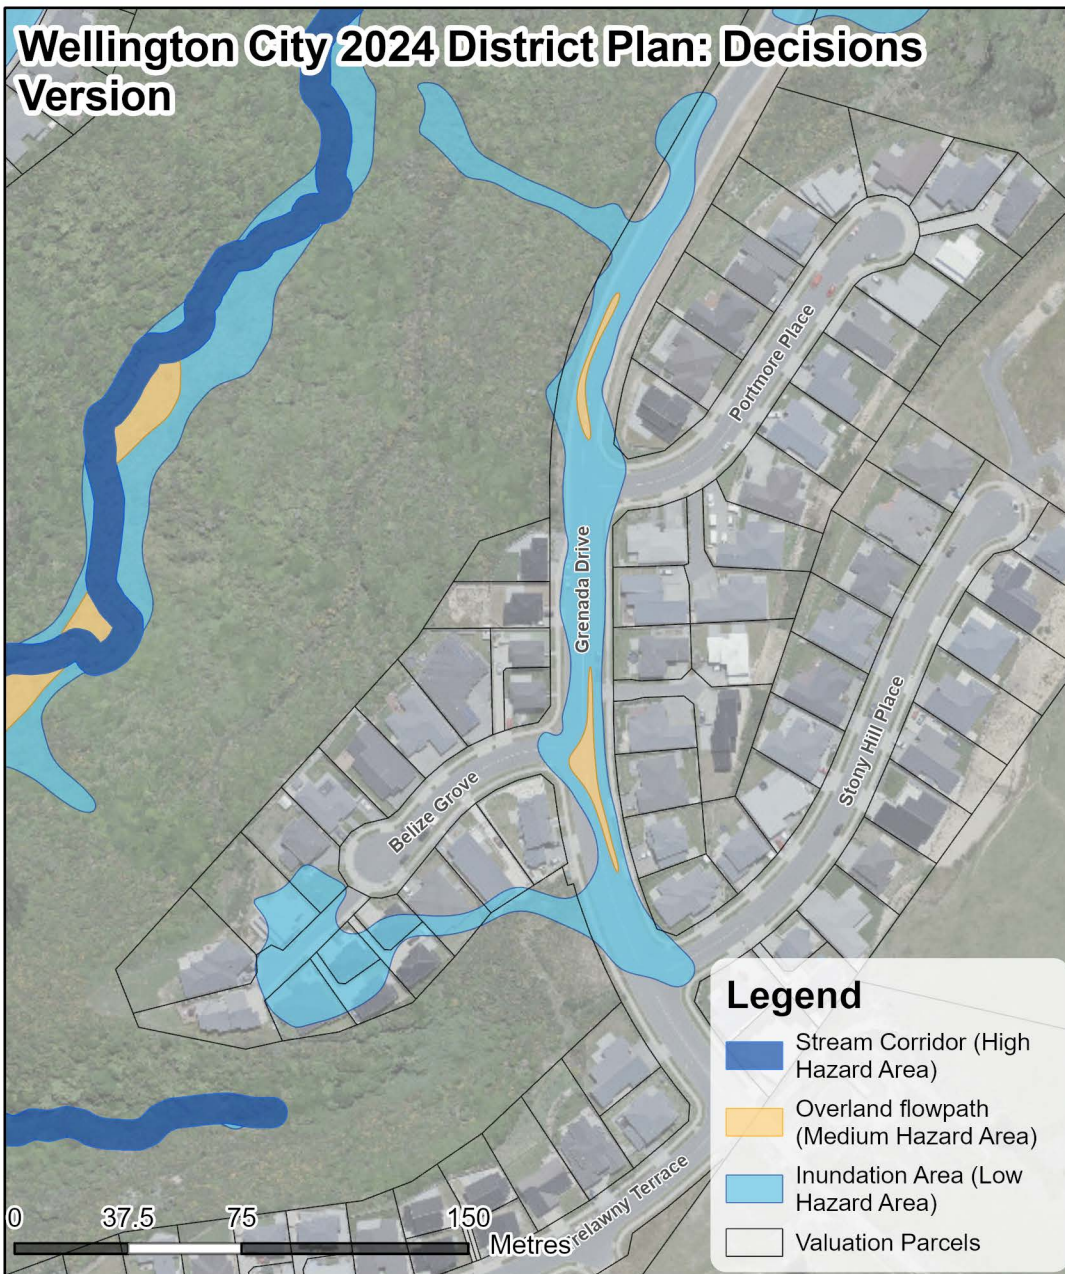 Wellington City 2024 District Plan: Decisions
Version
Portmore Place
Grenada Drive
Stony Hill Place
Belize Grove
relawny Terrace
Legend
Stream Corridor (High
Hazard Area)
Overland flowpath
(Medium Hazard Area)
Inundation Area (Low
Hazard Area)
Valuation Parcels
0 37.5 75 150
Metres